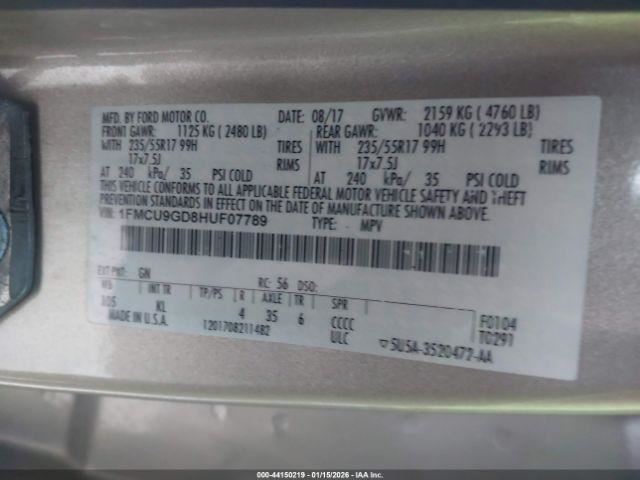 MFD. BY FORD MOTOR CO. DATE: 08/17 GVWR: 2159 KG ( 4760 LB)
FRONT GAWR: 1125 KG ( 2480 LB) REAR GAWR: 1040 KG ( 2293 LB)
WITH 235/55R17 99H TIRES WITH 235/55R17 99H TIRES
17x7.5J RIMS 17x7.5J RIMS
AT 240 kPa/ 35 PSI COLD AT 240 kPa/ 35 PSI COLD
THIS VEHICLE CONFORMS TO ALL APPLICABLE FEDERAL MOTOR VEHICLE SAFETY AND THEFT
PREVENTION STANDARDS IN EFFECT ON THE DATE OF MANUFACTURE SHOWN ABOVE.
VIN: 1FMCU9GD8HUF07789 TYPE: MPV
EXT PNT: GN RC: 56 DSO:
WB INT TR TP/PS R AXLE TR SPR
105 KL 4 35 6 CCCC F0104
MADE IN U.S.A. 1201708211482 ULC T0291
5U5A-3520472-AA
000-44150219 - 01/15/2026 - IAA Inc.